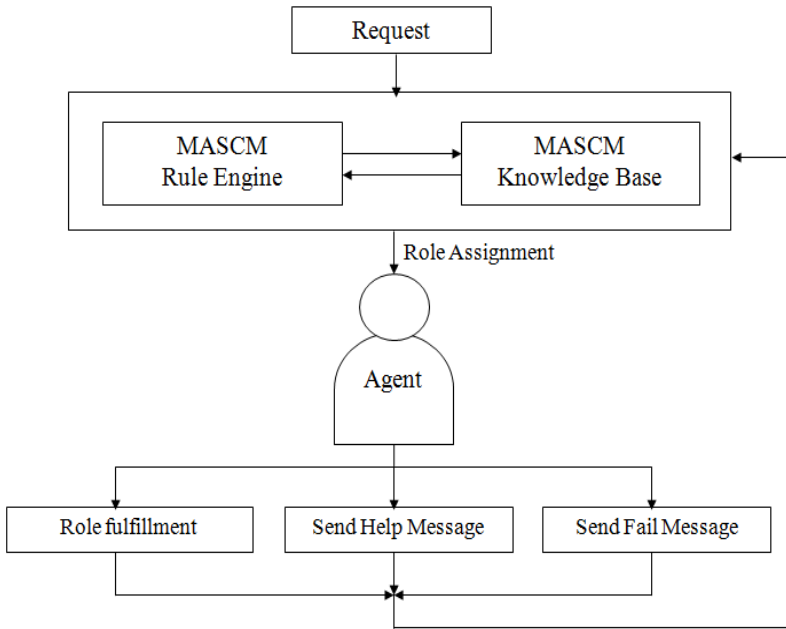 Request
MASCM
Rule Engine
MASCM
Knowledge Base
Role Assignment
Agent
Role fulfillment
Send Help Message
Send Fail Message